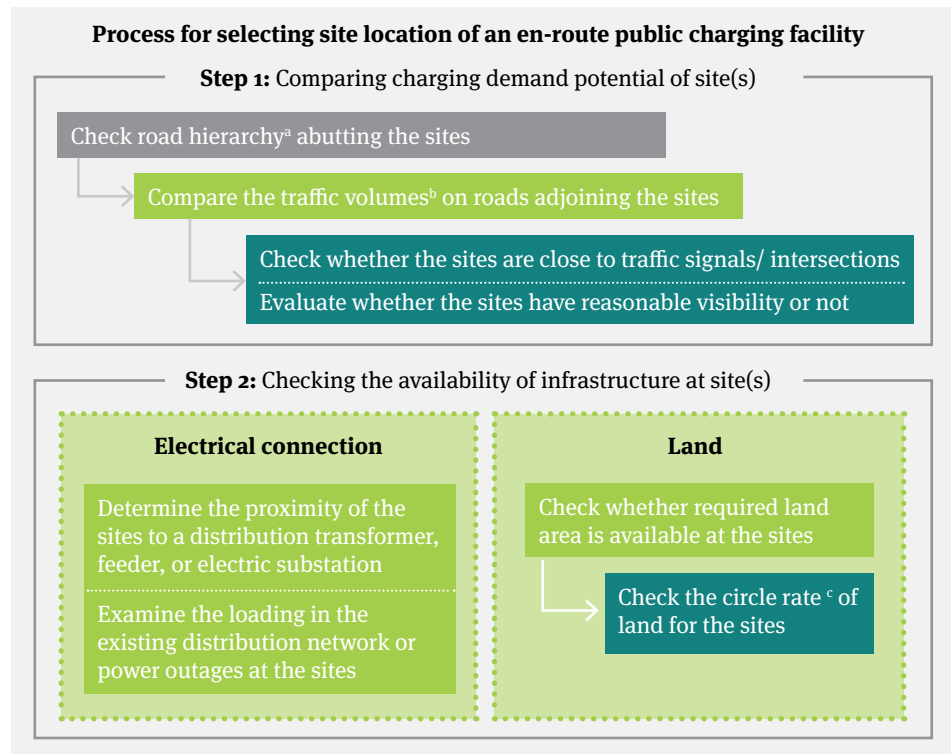 Process for selecting site location of an en-route public charging facility
Step 1: Comparing charging demand potential of site(s)
Check road hierarchyᵃ abutting the sites
Compare the traffic volumesᵇ on roads adjoining the sites
Check whether the sites are close to traffic signals/ intersections
Evaluate whether the sites have reasonable visibility or not
Step 2: Checking the availability of infrastructure at site(s)
Electrical connection
Determine the proximity of the
sites to a distribution transformer,
feeder, or electric substation
Examine the loading in the
existing distribution network or
power outages at the sites
Land
Check whether required land
area is available at the sites
Check the circle rate ᶜ of
land for the sites